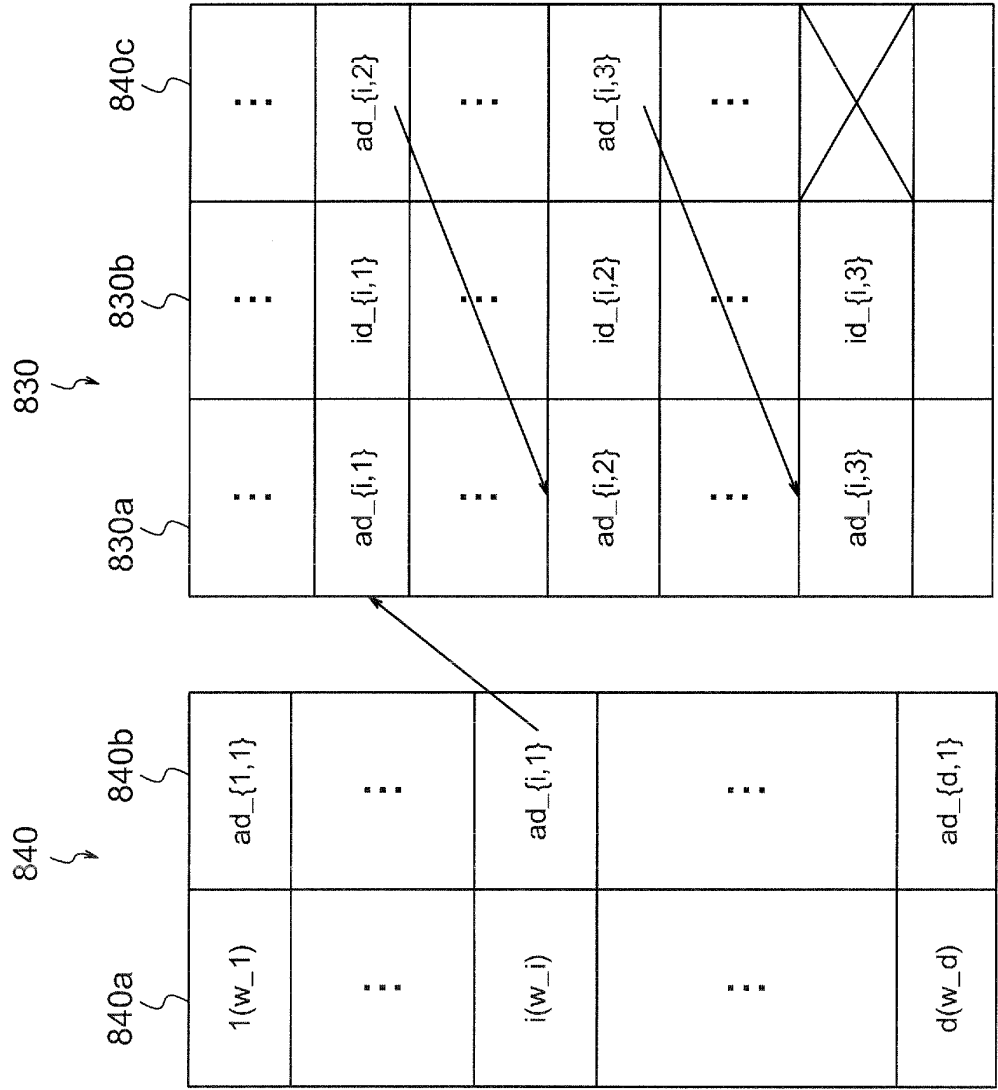 840
840a 840b
1(w_1) ad_{1,1}
... ...
i(w_i) ad_{i,1}
... ...
d(w_d) ad_{d,1}
830
830a 830b 840c
... ... ...
ad_{i,1} id_{i,1} ad_{i,2}
... ... ...
ad_{i,2} id_{i,2} ad_{i,3}
... ... ...
ad_{i,3} id_{i,3}